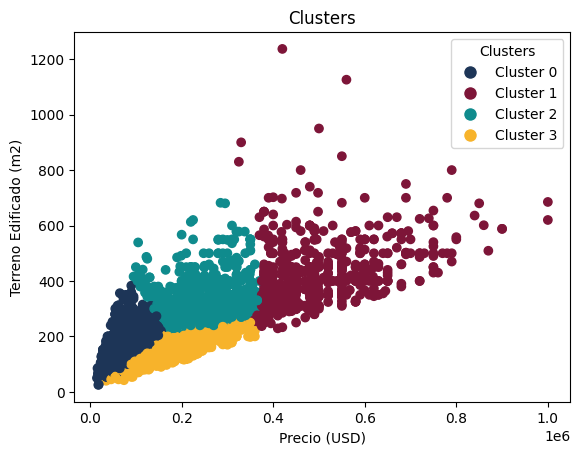 Clusters
Terreno Edificado (m2)
1200
1000
800
600
400
200
0
Clusters
Cluster 0
Cluster 1
Cluster 2
Cluster 3
0.0 0.2 0.4 0.6 0.8 1.0
1e6
Precio (USD)